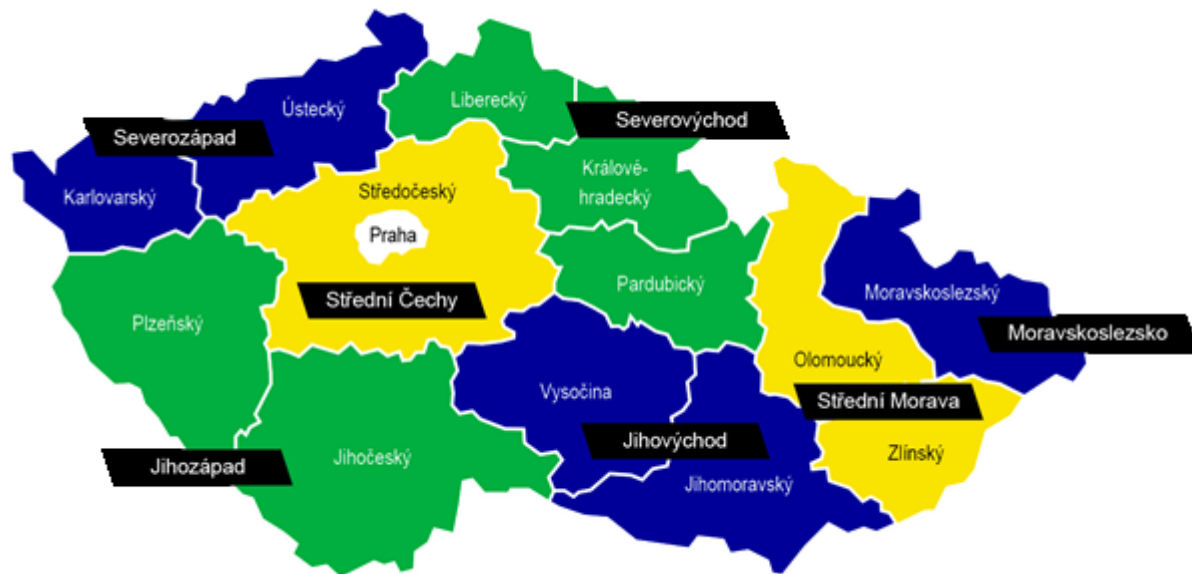 Ústecký
Liberecký
Severozápad
Severovýchod
Karlovarský
Středočeský
Králové-
hradecký
Praha
Plzeňský
Střední Čechy
Pardubický
Moravskoslezský
Moravskoslezsko
Olomoucký
Vysočina
Střední Morava
Jihozápad
Jihočeský
Jihovýchod
Zlínský
Jihomoravský